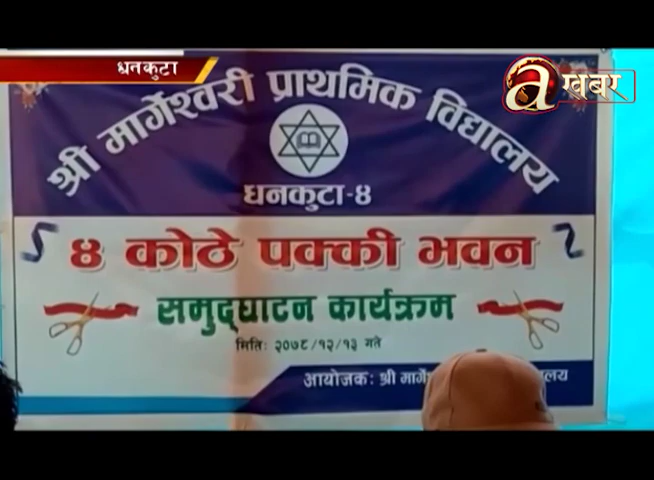 धनकुटा
a खबर
श्री मार्गेश्वरी प्राथमिक विद्यालय
धनकुटा-४
४ कोठे पक्की भवन
समुद्घाटन कार्यक्रम
मितिः २०७८/१२/१३ गते
आयोजकः श्री मार्गे